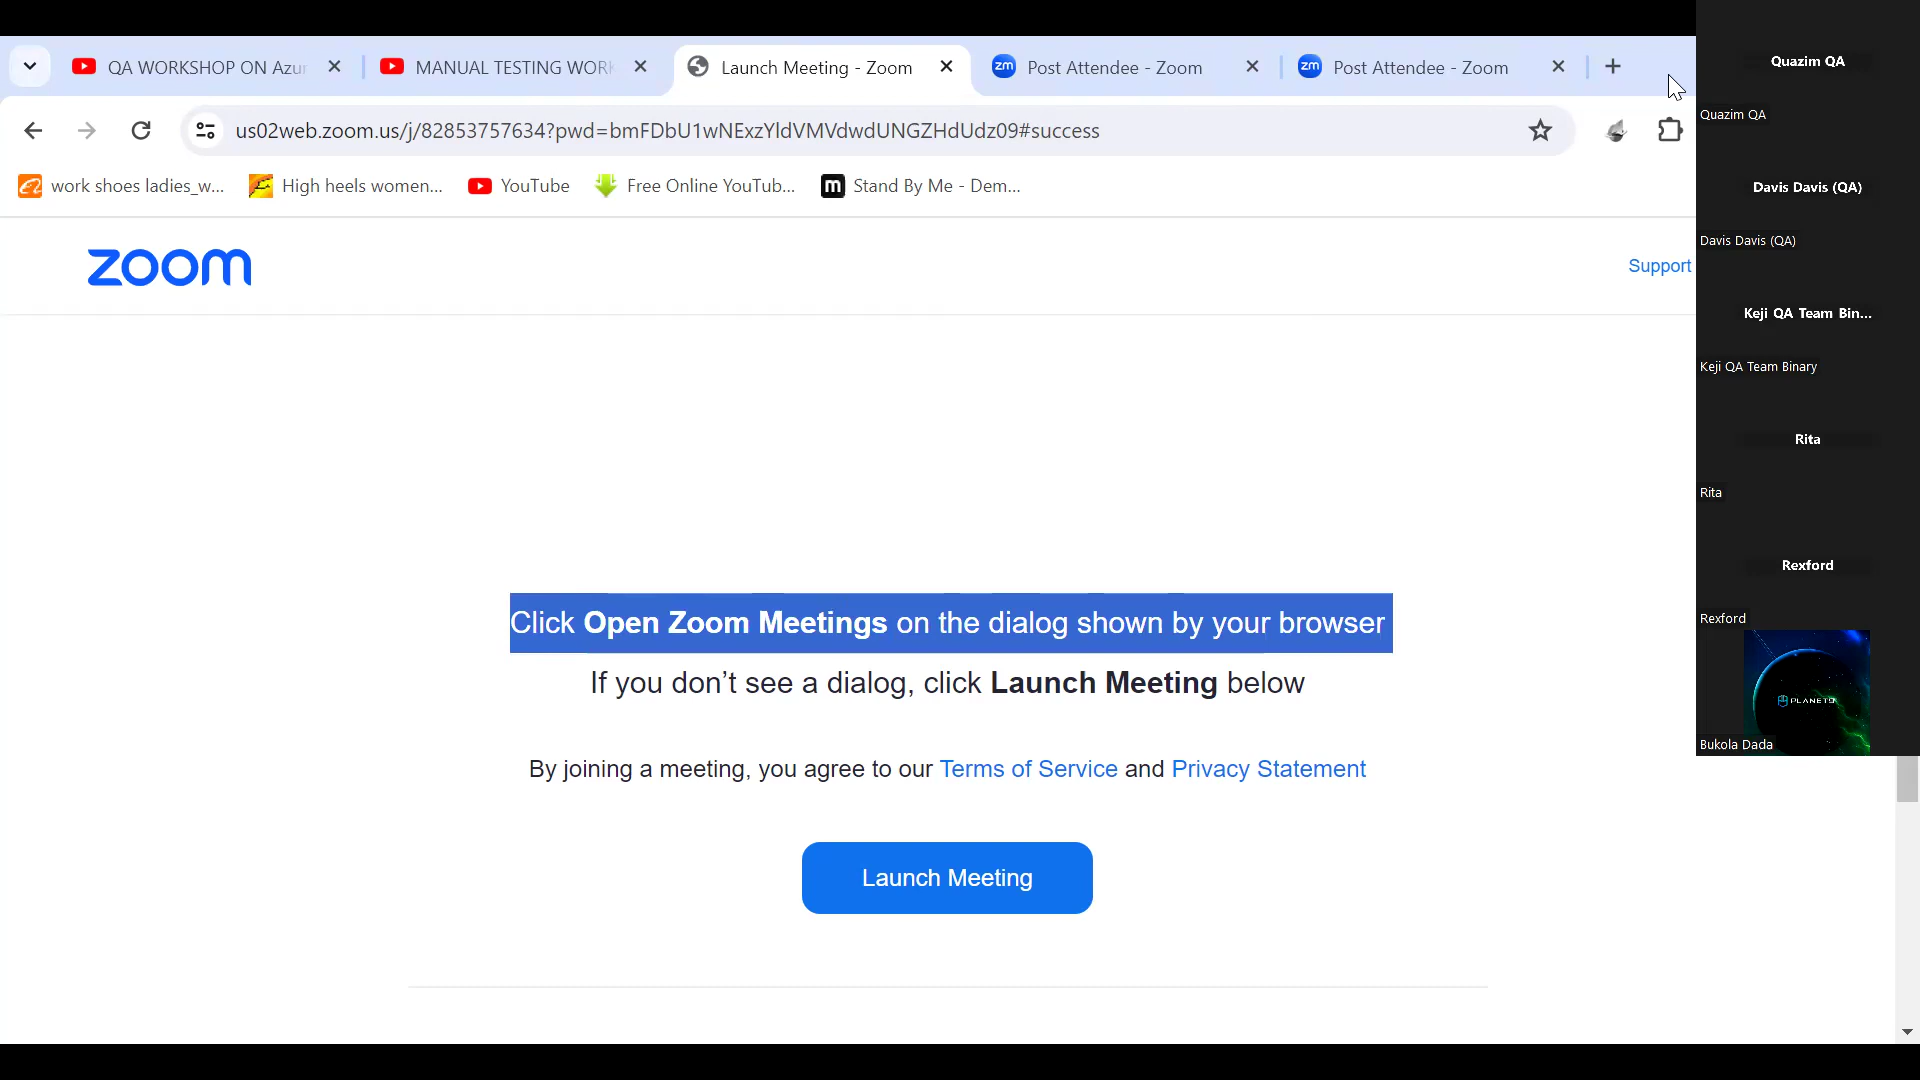 QA WORKSHOP ON Azu
MANUAL TESTING WORK
Launch Meeting - Zoom
zm
Post Attendee - Zoom
zm
Post Attendee - Zoom
us02web.zoom.us/j/82853757634?pwd=bmFDbU1wNExzYldVMVdwdUNGZHdUdz09#success
work shoes ladies_w...
High heels women...
YouTube
Free Online YouTub...
m
Stand By Me - Dem...
zoom
Support
Click Open Zoom Meetings on the dialog shown by your browser
If you don’t see a dialog, click Launch Meeting below
By joining a meeting, you agree to our Terms of Service and Privacy Statement
Launch Meeting
Quazim QA
Quazim QA
Davis Davis (QA)
Davis Davis (QA)
Keji QA Team Bin...
Keji QA Team Binary
Rita
Rita
Rexford
Rexford
PLANETQ
Bukola Dada